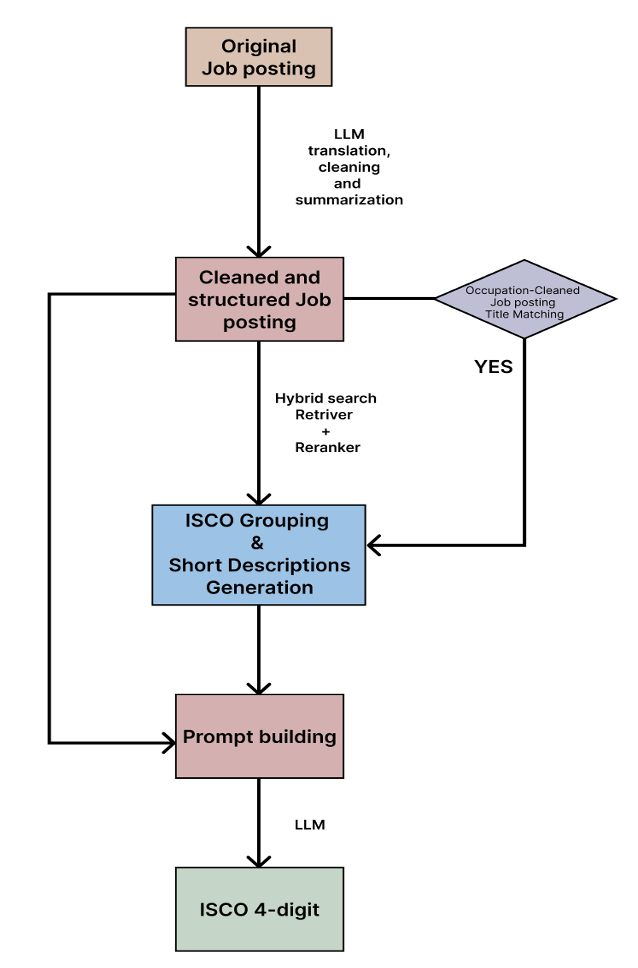 Original
Job posting
LLM
translation,
cleaning
and
summarization
Cleaned and
structured Job
posting
Occupation-Cleaned
Job posting
Title Matching
YES
Hybrid search
Retriver
+
Reranker
ISCO Grouping
&
Short Descriptions
Generation
Prompt building
LLM
ISCO 4-digit